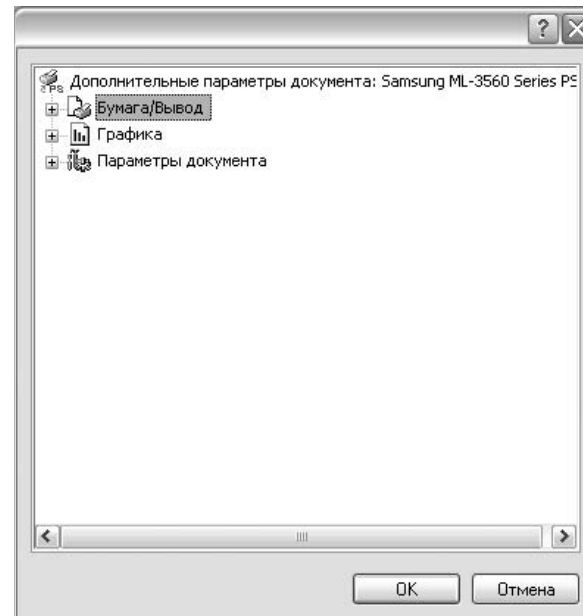 Дополнительные параметры документа: Samsung ML-3560 Series PS
Бумага/Вывод
Графика
Параметры документа
OK
Отмена